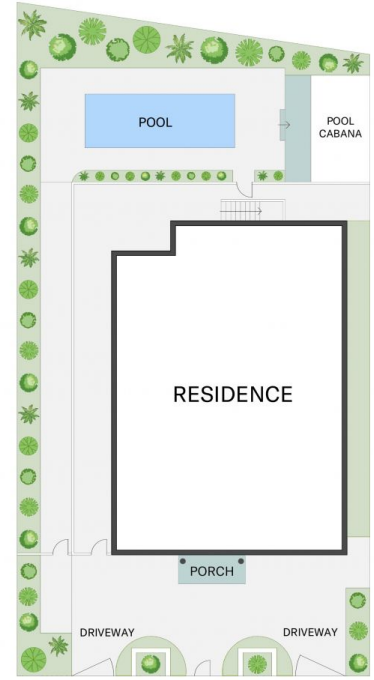 POOL
POOL
CABANA
RESIDENCE
PORCH
DRIVEWAY
DRIVEWAY